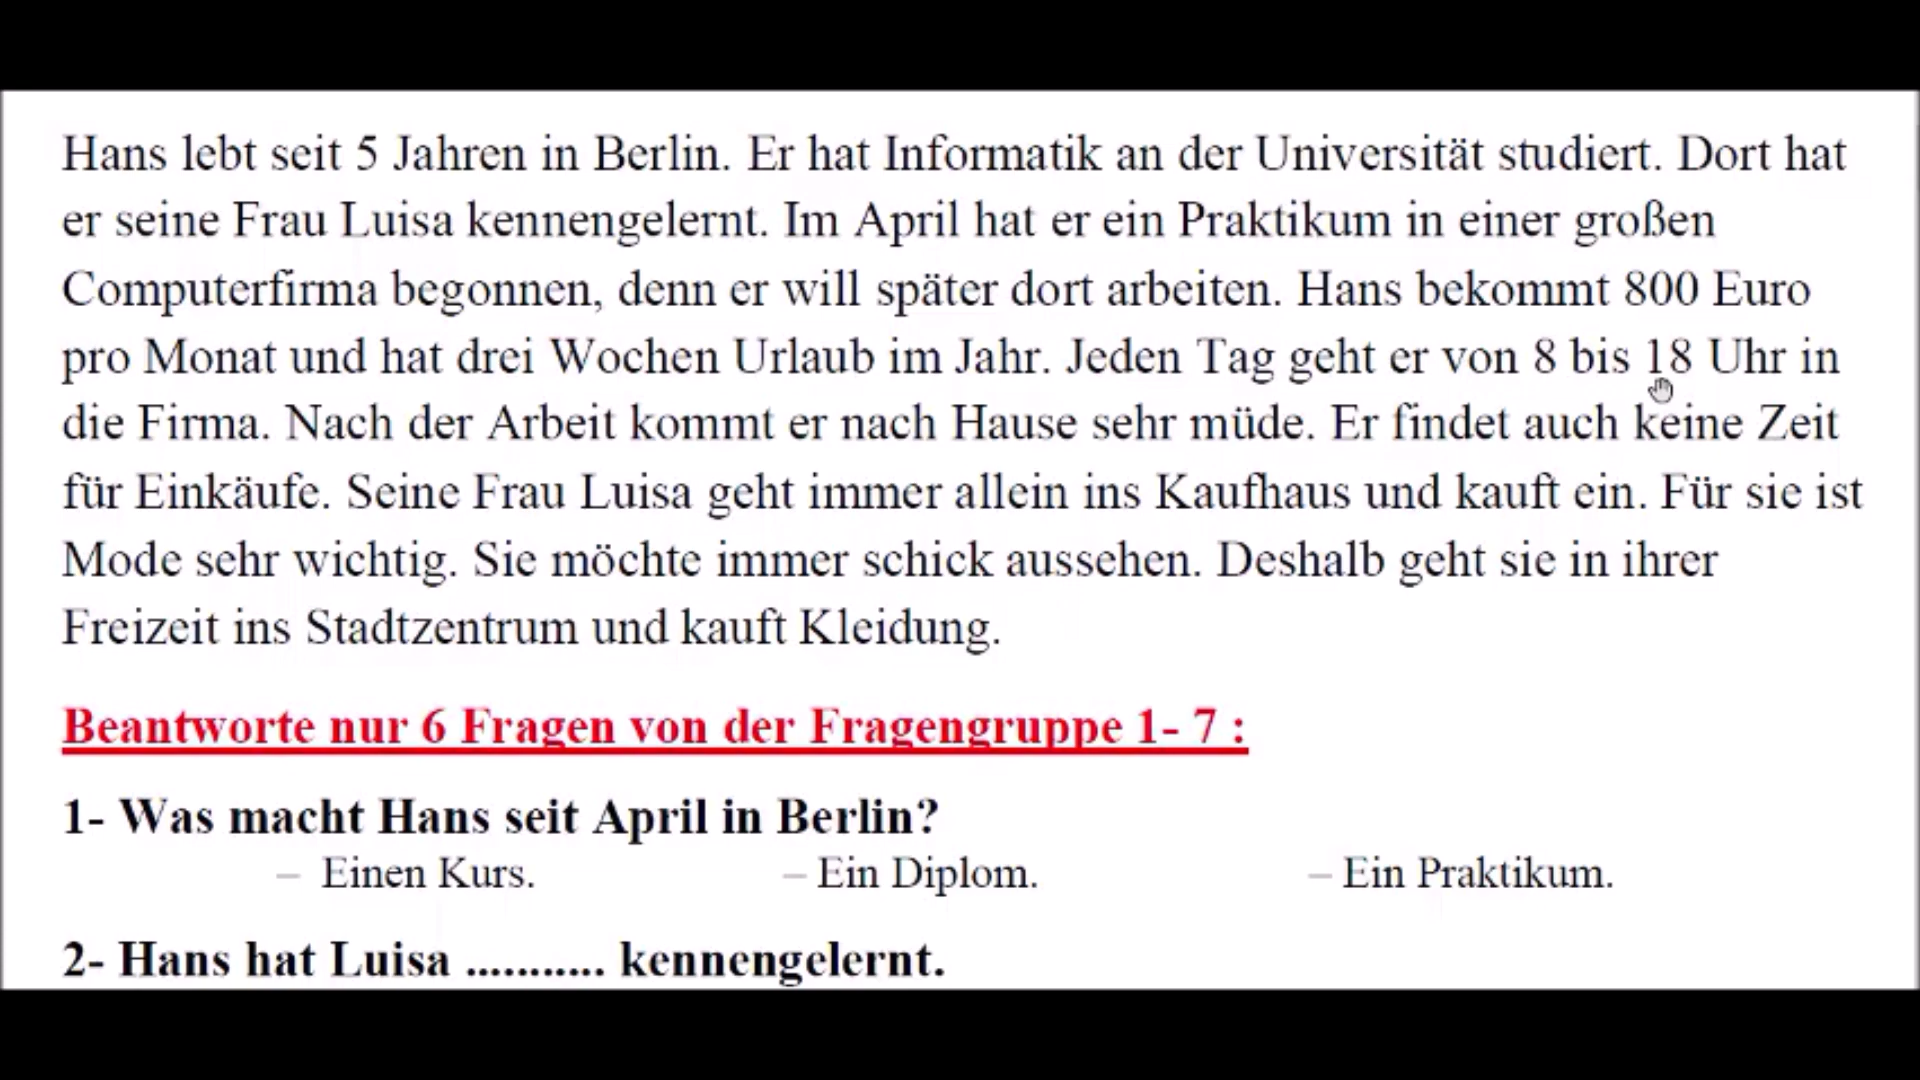 Hans lebt seit 5 Jahren in Berlin. Er hat Informatik an der Universität studiert. Dort hat
er seine Frau Luisa kennengelernt. Im April hat er ein Praktikum in einer großen
Computerfirma begonnen, denn er will später dort arbeiten. Hans bekommt 800 Euro
pro Monat und hat drei Wochen Urlaub im Jahr. Jeden Tag geht er von 8 bis 18 Uhr in
die Firma. Nach der Arbeit kommt er nach Hause sehr müde. Er findet auch keine Zeit
für Einkäufe. Seine Frau Luisa geht immer allein ins Kaufhaus und kauft ein. Für sie ist
Mode sehr wichtig. Sie möchte immer schick aussehen. Deshalb geht sie in ihrer
Freizeit ins Stadtzentrum und kauft Kleidung.
Beantworte nur 6 Fragen von der Fragengruppe 1- 7 :
1- Was macht Hans seit April in Berlin?
– Einen Kurs. – Ein Diplom. – Ein Praktikum.
2- Hans hat Luisa ........... kennengelernt.